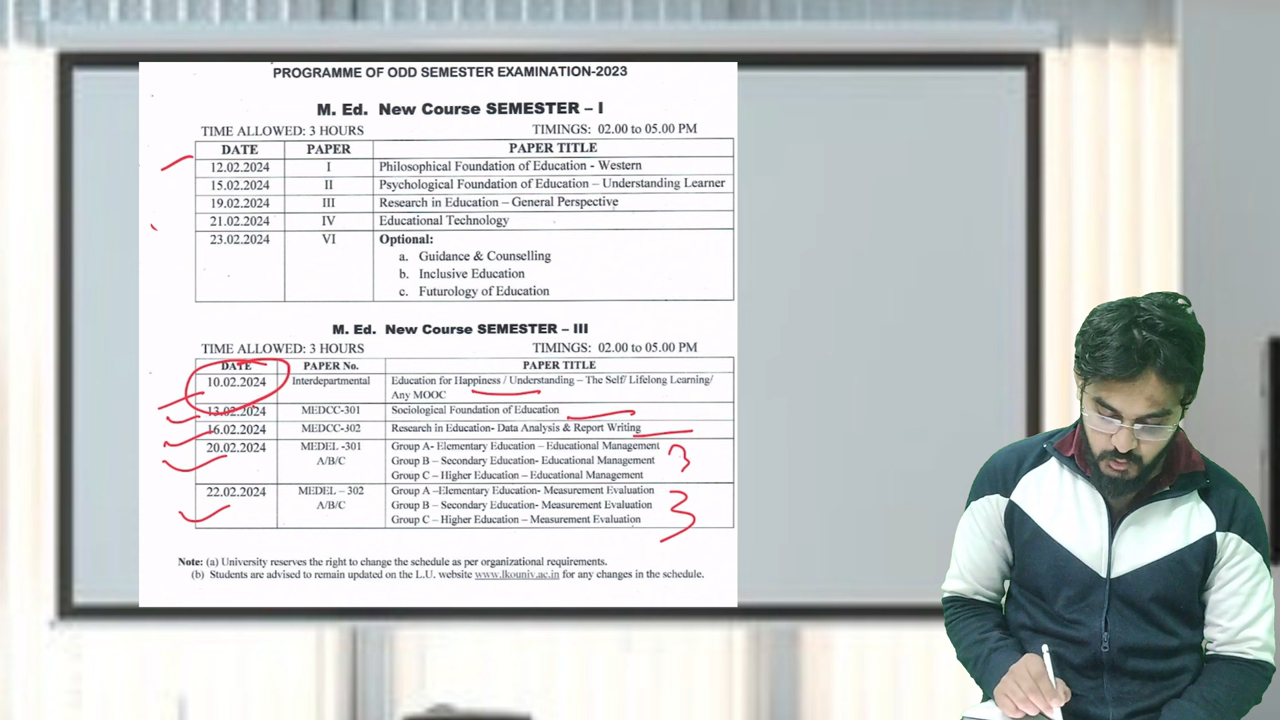 PROGRAMME OF ODD SEMESTER EXAMINATION-2023
M. Ed. New Course SEMESTER – I
TIME ALLOWED: 3 HOURS TIMINGS: 02.00 to 05.00 PM
DATE PAPER PAPER TITLE
12.02.2024 I Philosophical Foundation of Education - Western
15.02.2024 II Psychological Foundation of Education – Understanding Learner
19.02.2024 III Research in Education – General Perspective
21.02.2024 IV Educational Technology
23.02.2024 VI Optional:
a. Guidance & Counselling
b. Inclusive Education
c. Futurology of Education
M. Ed. New Course SEMESTER – III
TIME ALLOWED: 3 HOURS TIMINGS: 02.00 to 05.00 PM
DATE PAPER No. PAPER TITLE
10.02.2024 Interdepartmental Education for Happiness / Understanding – The Self/ Lifelong Learning/
Any MOOC
13.02.2024 MEDCC-301 Sociological Foundation of Education
16.02.2024 MEDCC-302 Research in Education- Data Analysis & Report Writing
20.02.2024 MEDEL -301 Group A- Elementary Education – Educational Management
A/B/C Group B – Secondary Education- Educational Management 3
Group C – Higher Education – Educational Management
22.02.2024 MEDEL – 302 Group A –Elementary Education- Measurement Evaluation
A/B/C Group B – Secondary Education- Measurement Evaluation 3
Group C – Higher Education – Measurement Evaluation
Note: (a) University reserves the right to change the schedule as per organizational requirements.
(b) Students are advised to remain updated on the L.U. website www.lkouniv.ac.in for any changes in the schedule.